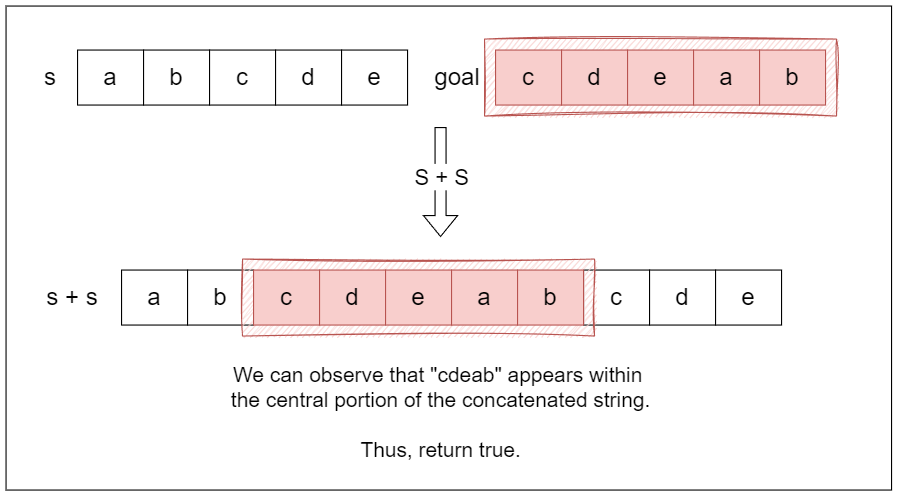 s a b c d e goal c d e a b
S + S
s + s a b c d e a b c d e
We can observe that "cdeab" appears within
the central portion of the concatenated string.
Thus, return true.